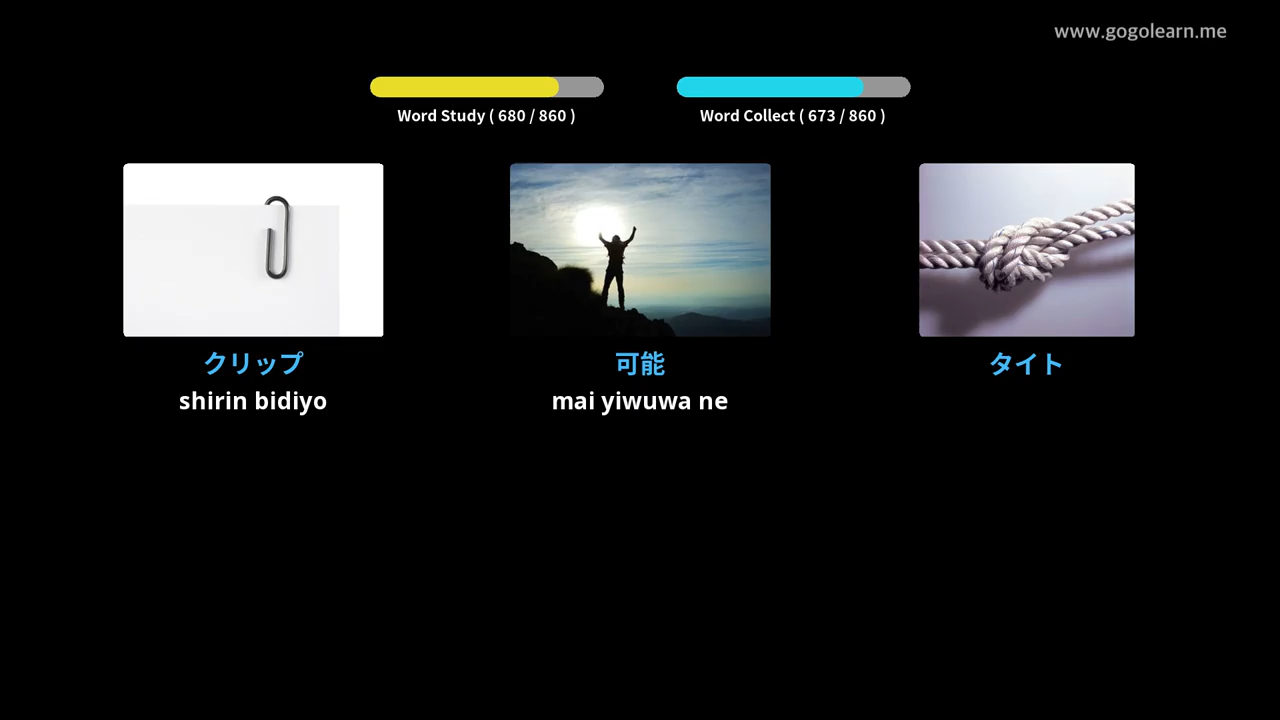 www.gogolearn.me
Word Study ( 680 / 860 )
Word Collect ( 673 / 860 )
クリップ
可能
タイト
shirin bidiyo
mai yiwuwa ne